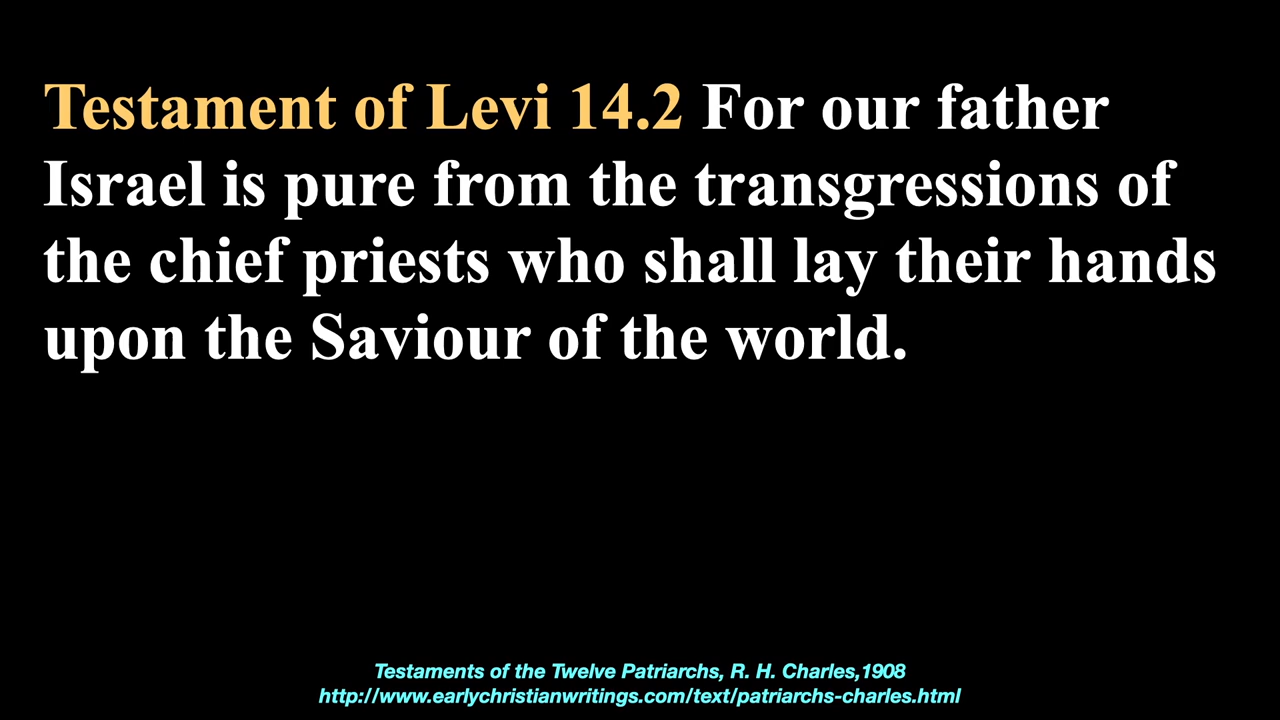 Testament of Levi 14.2 For our father
Israel is pure from the transgressions of
the chief priests who shall lay their hands
upon the Saviour of the world.
Testaments of the Twelve Patriarchs, R. H. Charles,1908
http://www.earlychristianwritings.com/text/patriarchs-charles.html